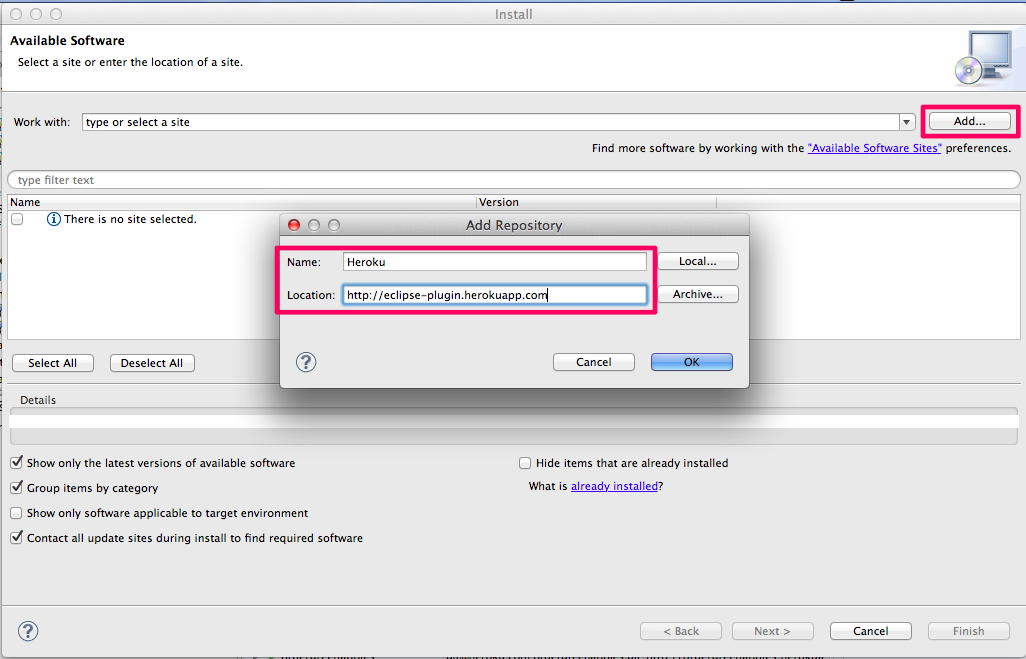 Install
Available Software
Select a site or enter the location of a site.
Work with: type or select a site Add...
Find more software by working with the "Available Software Sites" preferences.
type filter text
Name Version
There is no site selected.
Add Repository
Name: Heroku Local...
Location: http://eclipse-plugin.herokuapp.com Archive...
? Cancel OK
Select All Deselect All
Details
Show only the latest versions of available software
Hide items that are already installed
Group items by category
What is already installed?
Show only software applicable to target environment
Contact all update sites during install to find required software
? < Back Next > Cancel Finish